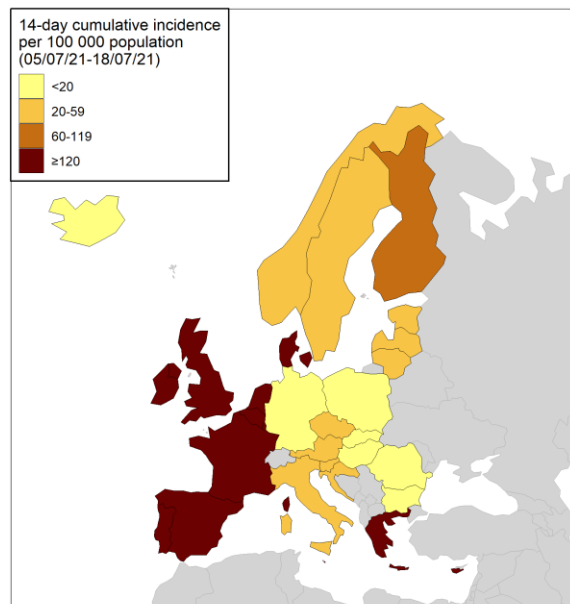 14-day cumulative incidence
per 100 000 population
(05/07/21-18/07/21)
<20
20-59
60-119
≥120